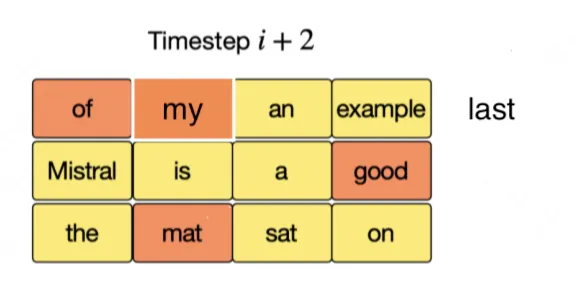 Timestep i + 2
of my an example last
Mistral is a good
the mat sat on